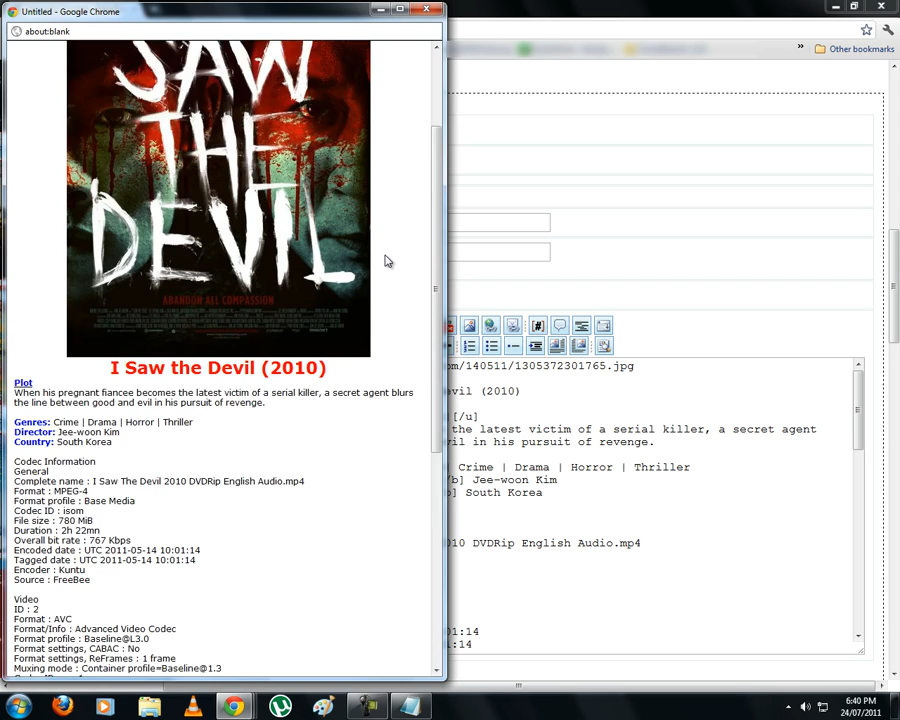 Untitled - Google Chrome
about:blank
Other bookmarks
SAW
THE
DEVIL
ABANDON ALL COMPASSION
I Saw the Devil (2010)
Plot
When his pregnant fiancee becomes the latest victim of a serial killer, a secret agent blurs
the line between good and evil in his pursuit of revenge.
Genres: Crime | Drama | Horror | Thriller
Director: Jee-woon Kim
Country: South Korea
Codec Information
General
Complete name : I Saw The Devil 2010 DVDRip English Audio.mp4
Format : MPEG-4
Format profile : Base Media
Codec ID : isom
File size : 780 MiB
Duration : 2h 22mn
Overall bit rate : 767 Kbps
Encoded date : UTC 2011-05-14 10:01:14
Tagged date : UTC 2011-05-14 10:01:14
Encoder : Kuntu
Source : FreeBee
Video
ID : 2
Format : AVC
Format/Info : Advanced Video Codec
Format profile : Baseline@L3.0
Format settings, CABAC : No
Format settings, ReFrames : 1 frame
Muxing mode : Container profile=Baseline@1.3
[#]
om/140511/1305372301765.jpg
evil (2010)
[/u]
the latest victim of a serial killer, a secret agent
vil in his pursuit of revenge.
Crime | Drama | Horror | Thriller
/b] Jee-woon Kim
b] South Korea
010 DVDRip English Audio.mp4
01:14
1:14
6:40 PM
24/07/2011